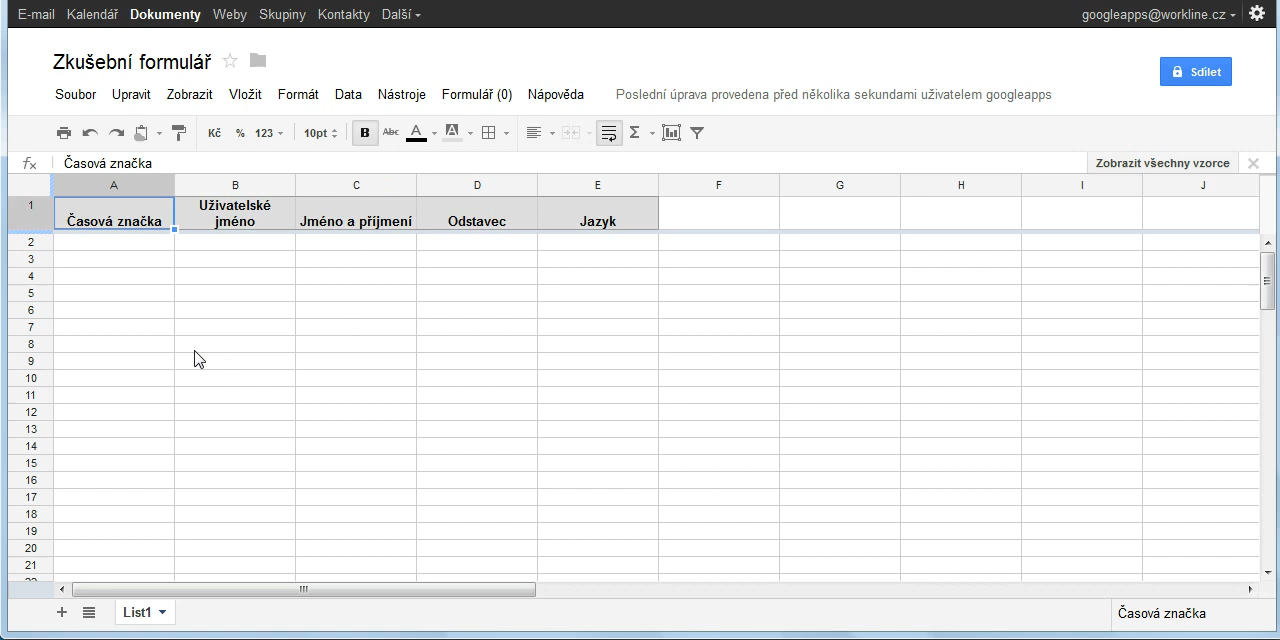 E-mail Kalendář Dokumenty Weby Skupiny Kontakty Další googleapps@workline.cz
Zkušební formulář
Sdílet
Soubor Upravit Zobrazit Vložit Formát Data Nástroje Formulář (0) Nápověda Poslední úprava provedena před několika sekundami uživatelem googleapps
Kč % 123 10pt B Abc A A Σ
fx Časová značka Zobrazit všechny vzorce
A B C D E F G H I J
1 Časová značka Uživatelské jméno Jméno a příjmení Odstavec Jazyk
2
3
4
5
6
7
8
9
10
11
12
13
14
15
16
17
18
19
20
21
22
+ List1 Časová značka